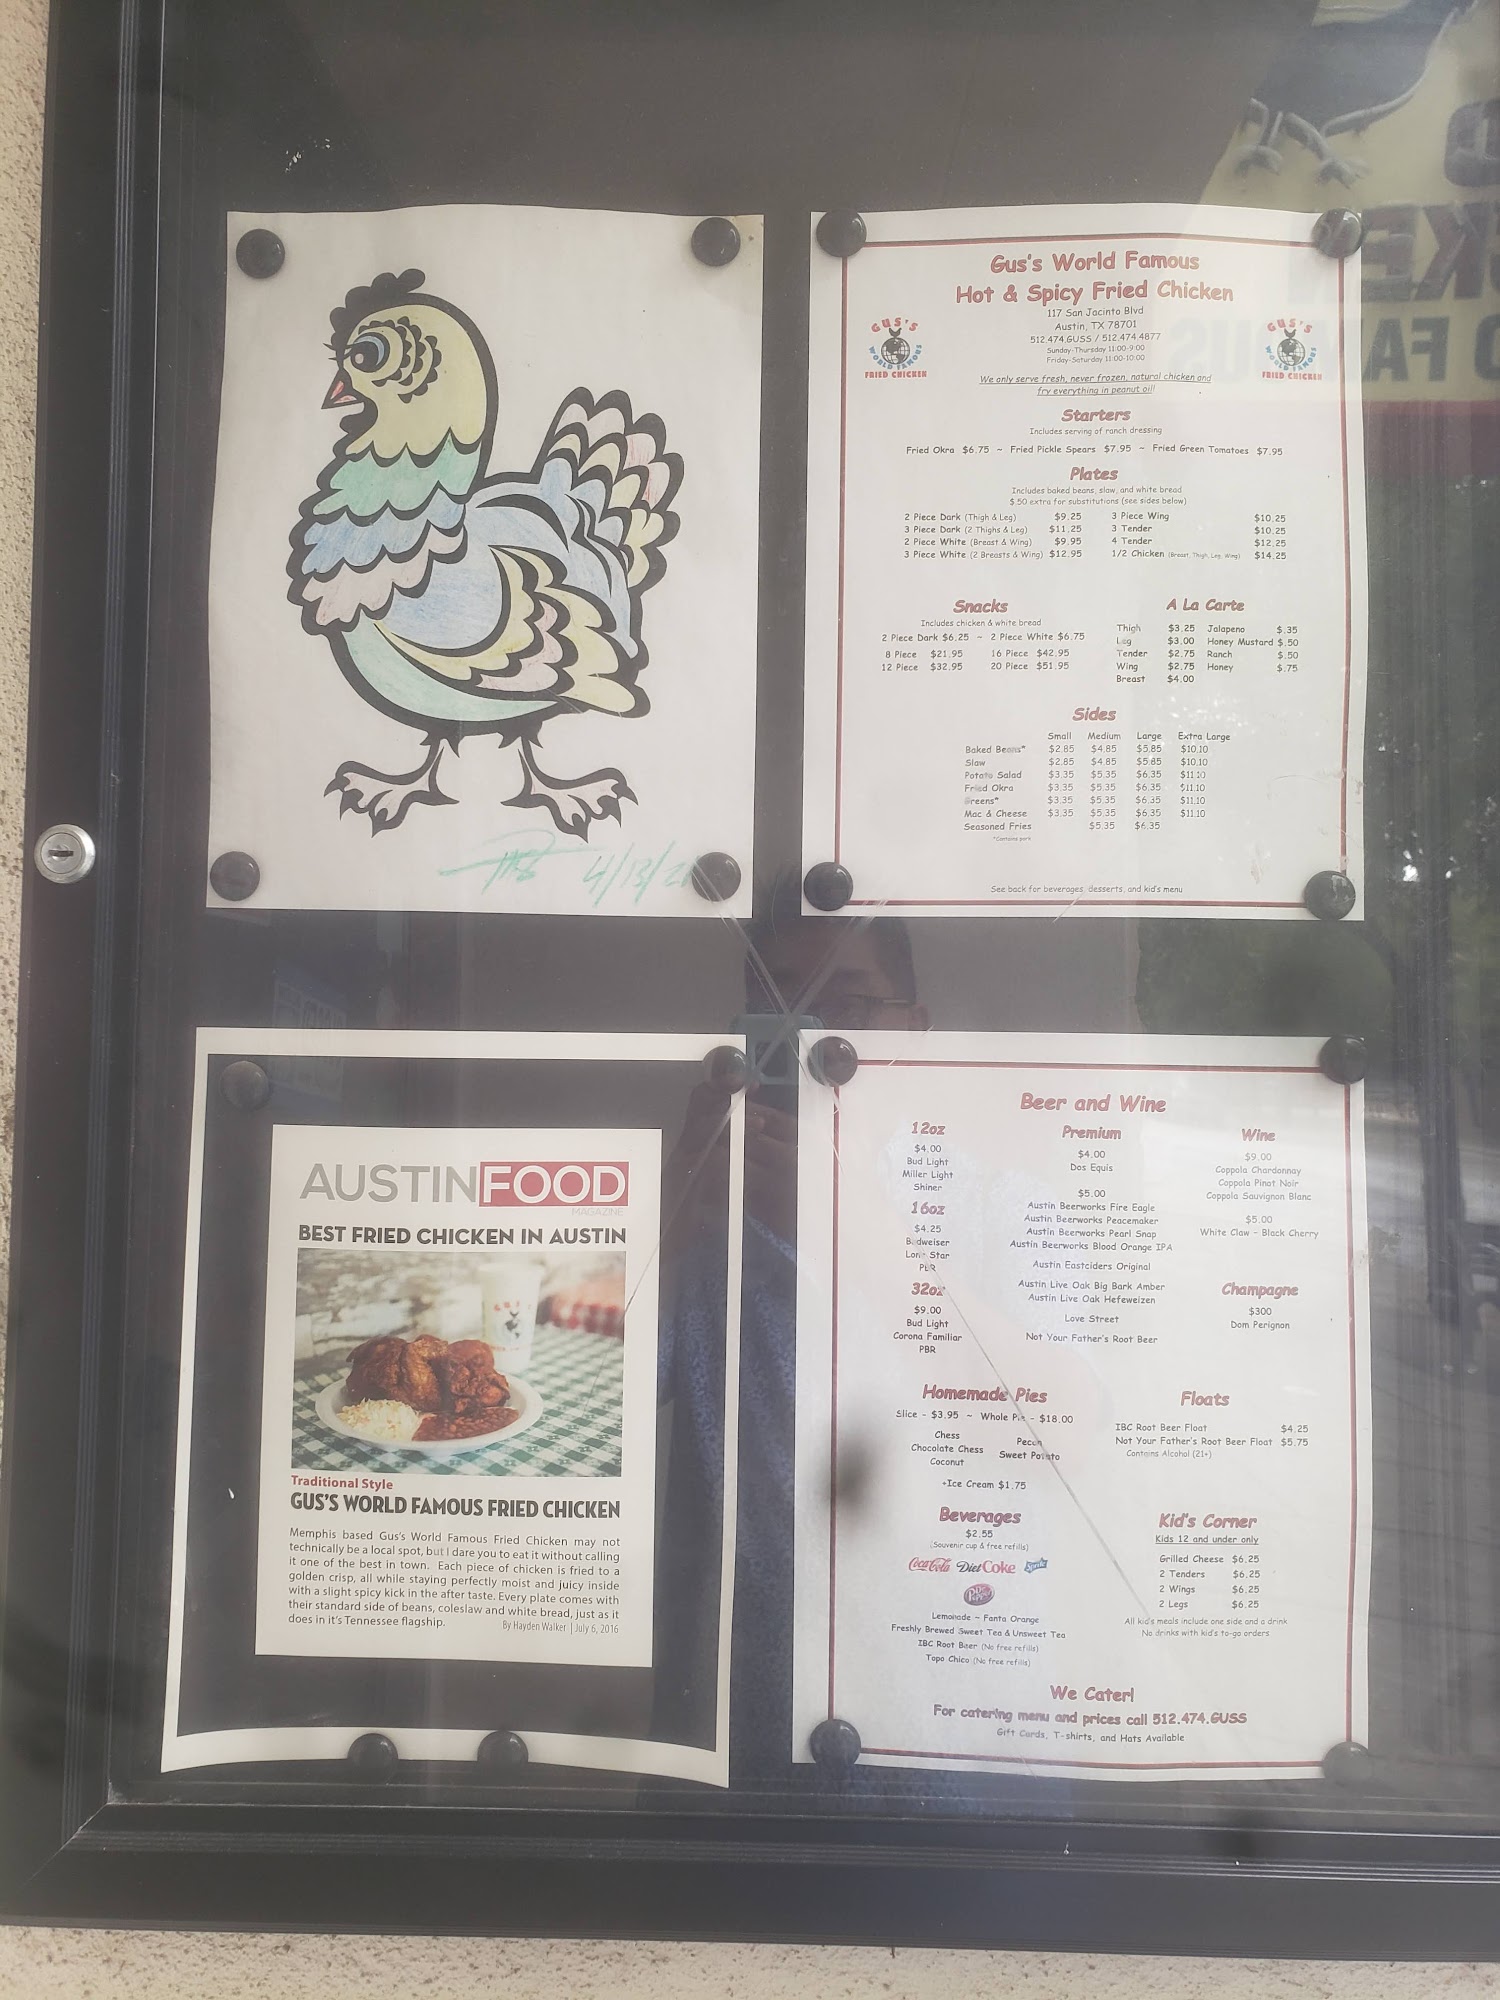 4/13/2
Gus's World Famous
Hot & Spicy Fried Chicken
117 San Jacinto Blvd
Austin, TX 78701
512.474.GUSS / 512.474.4877
Sunday-Thursday 11:00-9:00
Friday-Saturday 11:00-10:00
GUS'S WORLD FAMOUS FRIED CHICKEN
GUS'S WORLD FAMOUS FRIED CHICKEN
We only serve fresh, never frozen, natural chicken and
fry everything in peanut oil!
Starters
Includes serving of ranch dressing
Fried Okra $6.75 ~ Fried Pickle Spears $7.95 ~ Fried Green Tomatoes $7.95
Plates
Includes baked beans, slaw, and white bread
$.50 extra for substitutions (see sides below)
2 Piece Dark (Thigh & Leg) $9.25 3 Piece Wing $10.25
3 Piece Dark (2 Thighs & Leg) $11.25 3 Tender $10.25
2 Piece White (Breast & Wing) $9.95 4 Tender $12.25
3 Piece White (2 Breasts & Wing) $12.95 1/2 Chicken (Breast, Thigh, Leg, Wing) $14.25
Snacks
Includes chicken & white bread
2 Piece Dark $6.25 ~ 2 Piece White $6.75
8 Piece $21.95 16 Piece $42.95
12 Piece $32.95 20 Piece $51.95
A La Carte
Thigh $3.25 Jalapeno $.35
Leg $3.00 Honey Mustard $.50
Tender $2.75 Ranch $.50
Wing $2.75 Honey $.75
Breast $4.00
Sides
Small Medium Large Extra Large
Baked Beans* $2.85 $4.85 $5.85 $10.10
Slaw $2.85 $4.85 $5.85 $10.10
Potato Salad $3.35 $5.35 $6.35 $11.10
Fried Okra $3.35 $5.35 $6.35 $11.10
Greens* $3.35 $5.35 $6.35 $11.10
Mac & Cheese $3.35 $5.35 $6.35 $11.10
Seasoned Fries $5.35 $6.35
*Contains pork
See back for beverages, desserts, and kid's menu
AUSTINFOOD
MAGAZINE
BEST FRIED CHICKEN IN AUSTIN
GUS'S
Traditional Style
GUS'S WORLD FAMOUS FRIED CHICKEN
Memphis based Gus's World Famous Fried Chicken may not
technically be a local spot, but I dare you to eat it without calling
it one of the best in town. Each piece of chicken is fried to a
golden crisp, all while staying perfectly moist and juicy inside
with a slight spicy kick in the after taste. Every plate comes with
their standard side of beans, coleslaw and white bread, just as it
does in it's Tennessee flagship.
By Hayden Walker | July 6, 2016
Beer and Wine
12oz
$4.00
Bud Light
Miller Light
Shiner
16oz
$4.25
Budweiser
Lone Star
PBR
32oz
$9.00
Bud Light
Corona Familiar
PBR
Premium
$4.00
Dos Equis
$5.00
Austin Beerworks Fire Eagle
Austin Beerworks Peacemaker
Austin Beerworks Pearl Snap
Austin Beerworks Blood Orange IPA
Austin Eastciders Original
Austin Live Oak Big Bark Amber
Austin Live Oak Hefeweizen
Love Street
Not Your Father's Root Beer
Wine
$9.00
Coppola Chardonnay
Coppola Pinot Noir
Coppola Sauvignon Blanc
$5.00
White Claw - Black Cherry
Champagne
$300
Dom Perignon
Homemade Pies
Slice - $3.95 ~ Whole Pie - $18.00
Chess
Chocolate Chess
Coconut
Pecan
Sweet Potato
+Ice Cream $1.75
Floats
IBC Root Beer Float $4.25
Not Your Father's Root Beer Float $5.75
Contains Alcohol (21+)
Beverages
$2.55
(Souvenir cup & free refills)
Coca-Cola Diet Coke Sprite
Dr Pepper
Lemonade ~ Fanta Orange
Freshly Brewed Sweet Tea & Unsweet Tea
IBC Root Beer (No free refills)
Topo Chico (No free refills)
Kid's Corner
Kids 12 and under only
Grilled Cheese $6.25
2 Tenders $6.25
2 Wings $6.25
2 Legs $6.25
All kid's meals include one side and a drink
No drinks with kid's to-go orders
We Cater!
For catering menu and prices call 512.474.GUSS
Gift Cards, T-shirts, and Hats Available